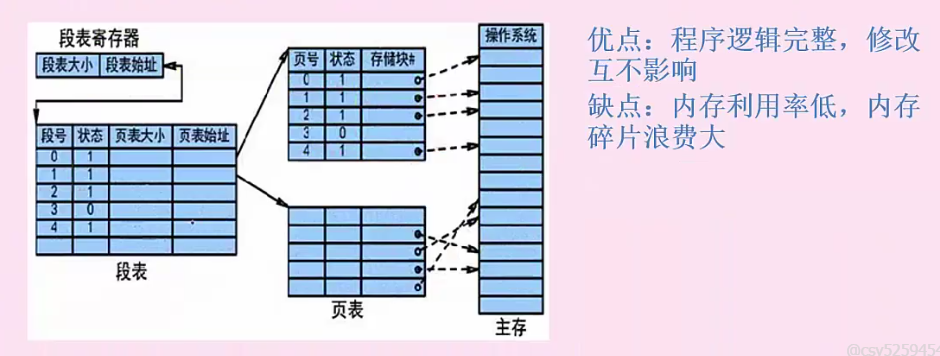 段表寄存器
段表大小 段表始址
段号 状态 页表大小 页表始址
0 1
1 1
2 1
3 0
4 1
段表
页号 状态 存储块#
0 1
1 1
2 1
3 0
4 1
页表
操作系统
主存
优点：程序逻辑完整，修改
互不影响
缺点：内存利用率低，内存
碎片浪费大
@csy5259454